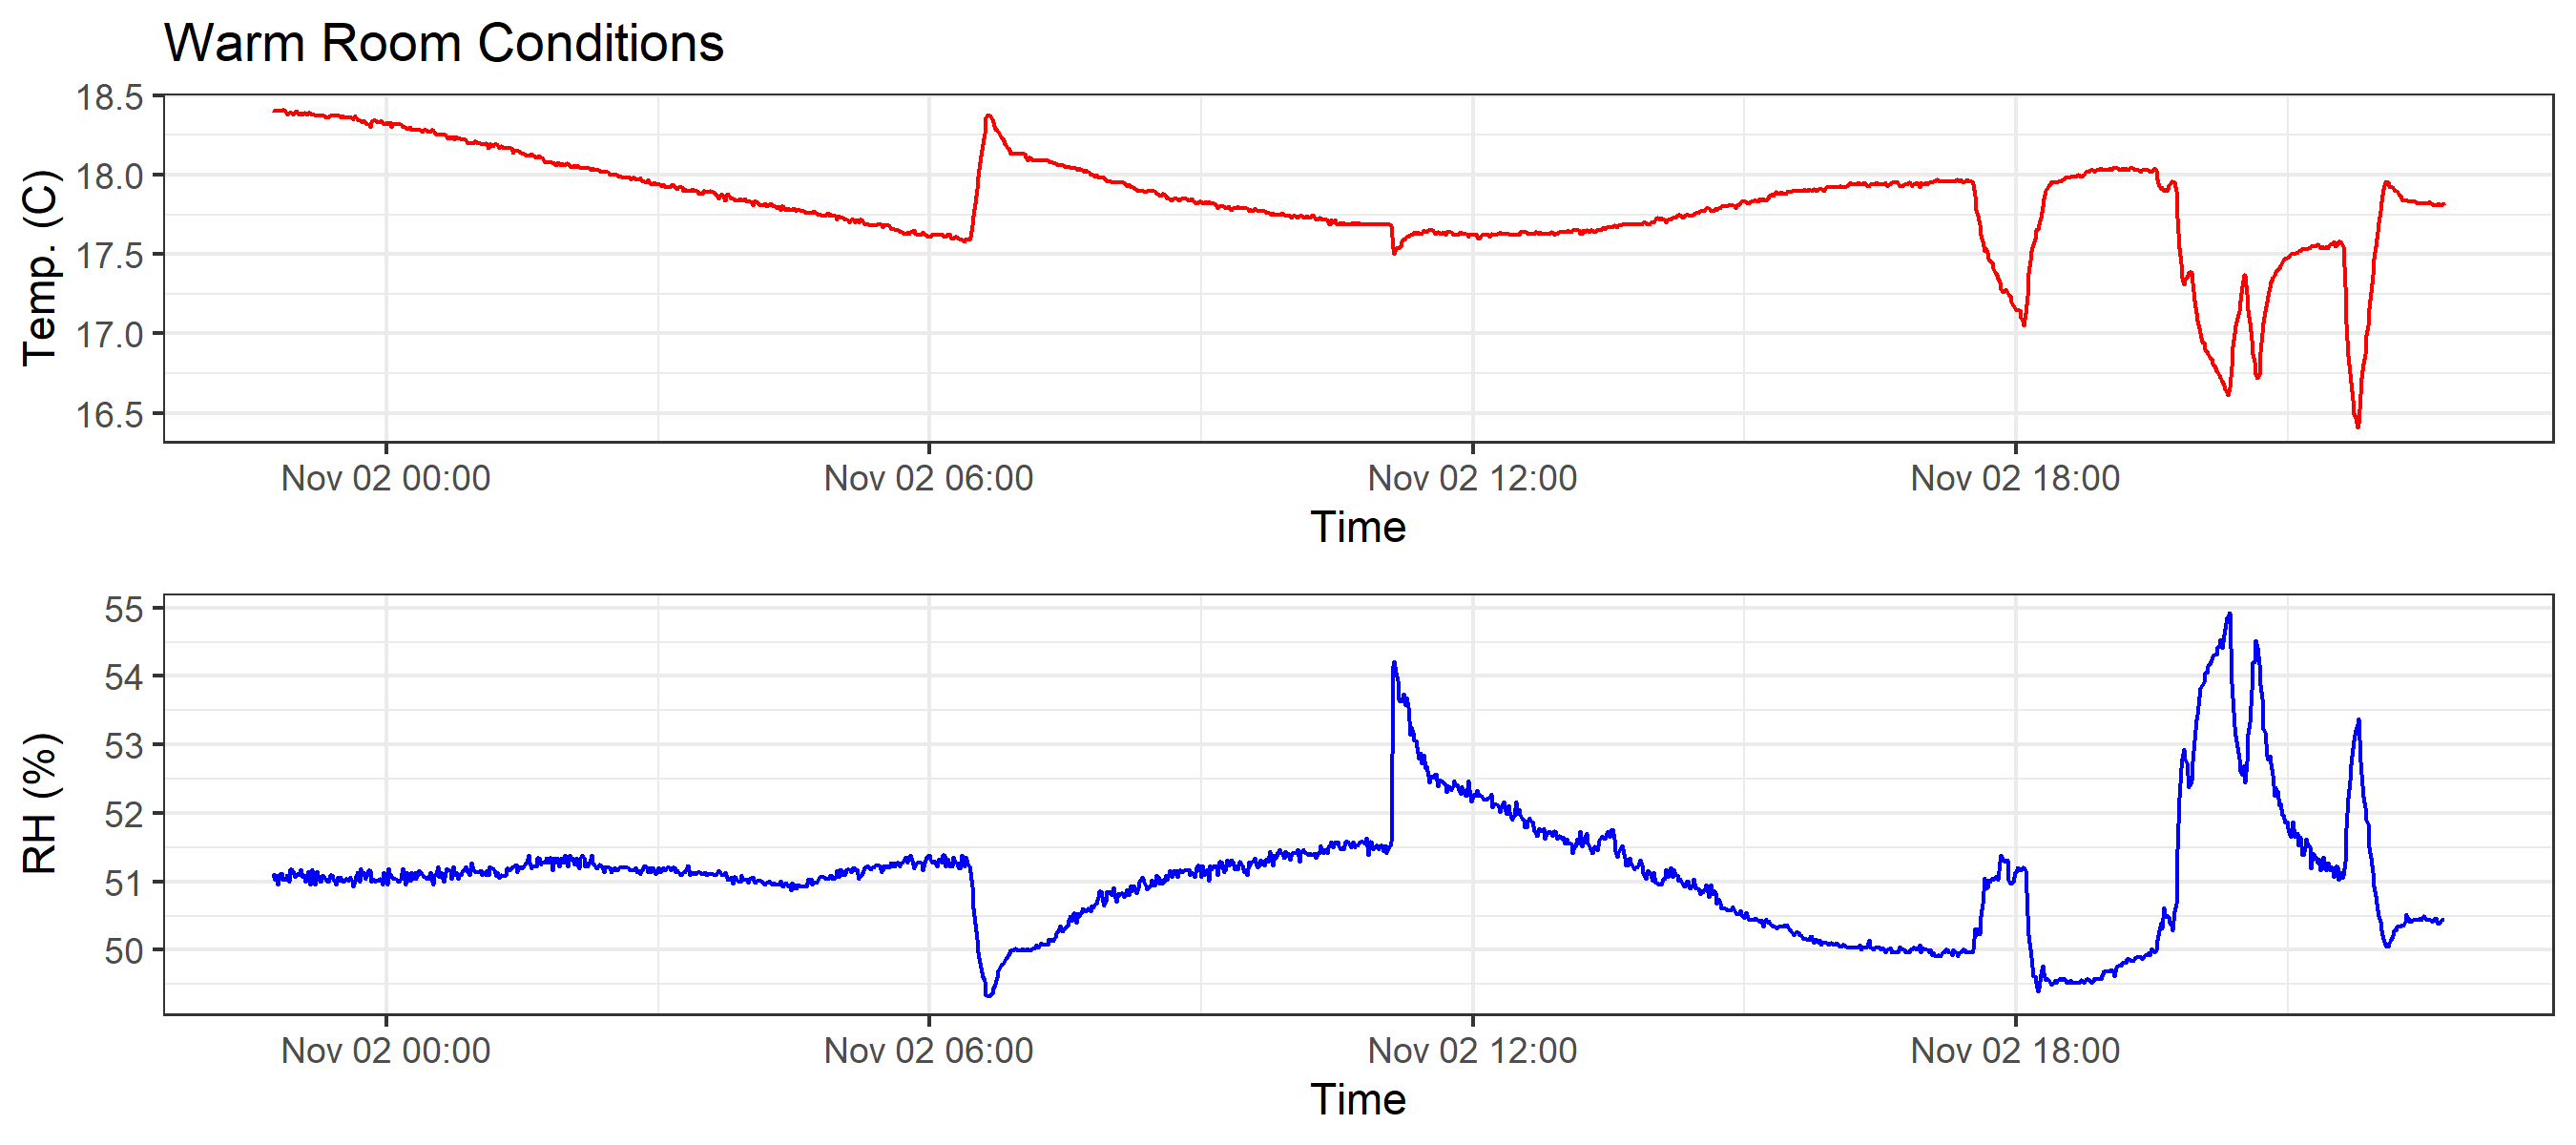 Warm Room Conditions
18.5
18.0
17.5
17.0
16.5
Temp. (C)
Nov 02 00:00 Nov 02 06:00 Nov 02 12:00 Nov 02 18:00
Time
55
54
53
52
51
50
RH (%)
Nov 02 00:00 Nov 02 06:00 Nov 02 12:00 Nov 02 18:00
Time